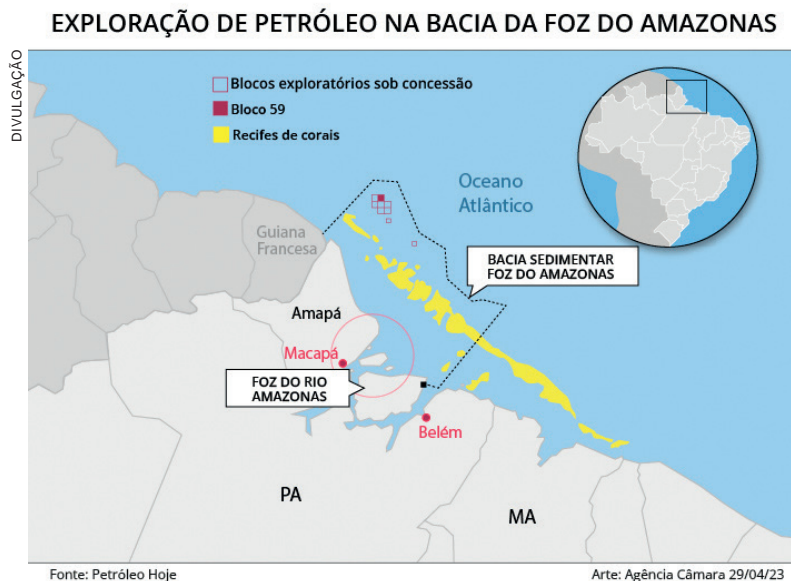 EXPLORAÇÃO DE PETRÓLEO NA BACIA DA FOZ DO AMAZONAS
DIVULGAÇÃO
Blocos exploratórios sob concessão
Bloco 59
Recifes de corais
Oceano
Atlântico
Guiana
Francesa
BACIA SEDIMENTAR
FOZ DO AMAZONAS
Amapá
Macapá
FOZ DO RIO
AMAZONAS
Belém
PA
MA
Fonte: Petróleo Hoje
Arte: Agência Câmara 29/04/23